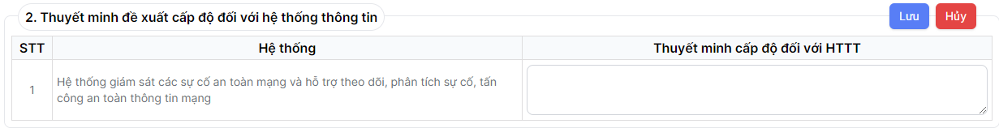 2. Thuyết minh đề xuất cấp độ đối với hệ thống thông tin
Lưu
Hủy
STT
Hệ thống
Thuyết minh cấp độ đối với HTTT
1
Hệ thống giám sát các sự cố an toàn mạng và hỗ trợ theo dõi, phân tích sự cố, tấn
công an toàn thông tin mạng